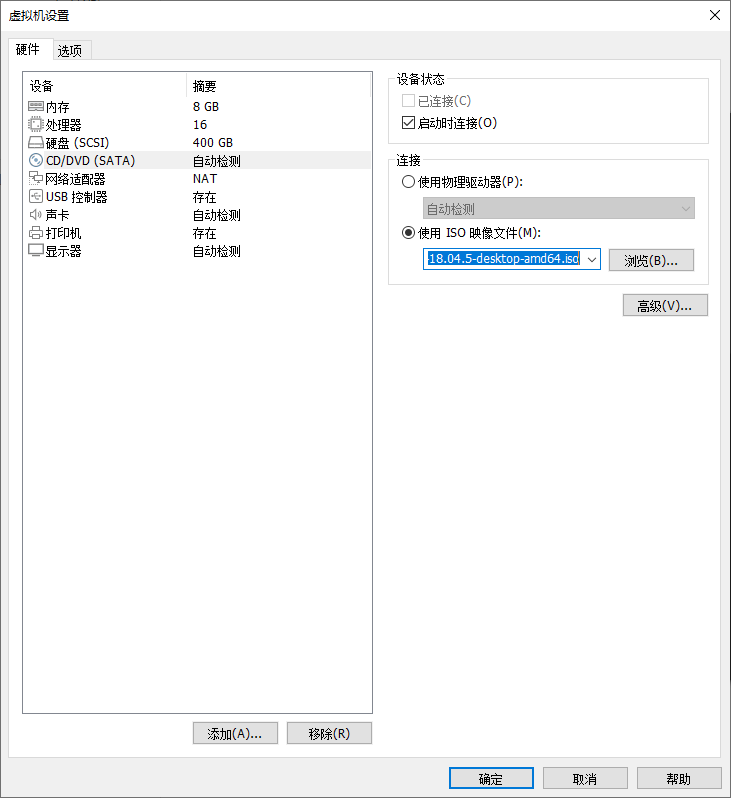 虚拟机设置
硬件 选项
设备 摘要
内存 8 GB
处理器 16
硬盘 (SCSI) 400 GB
CD/DVD (SATA) 自动检测
网络适配器 NAT
USB 控制器 存在
声卡 自动检测
打印机 存在
显示器 自动检测
添加(A)... 移除(R)
设备状态
已连接(C)
启动时连接(O)
连接
使用物理驱动器(P):
自动检测
使用 ISO 映像文件(M):
-18.04.5-desktop-amd64.iso 浏览(B)...
高级(V)...
确定 取消 帮助